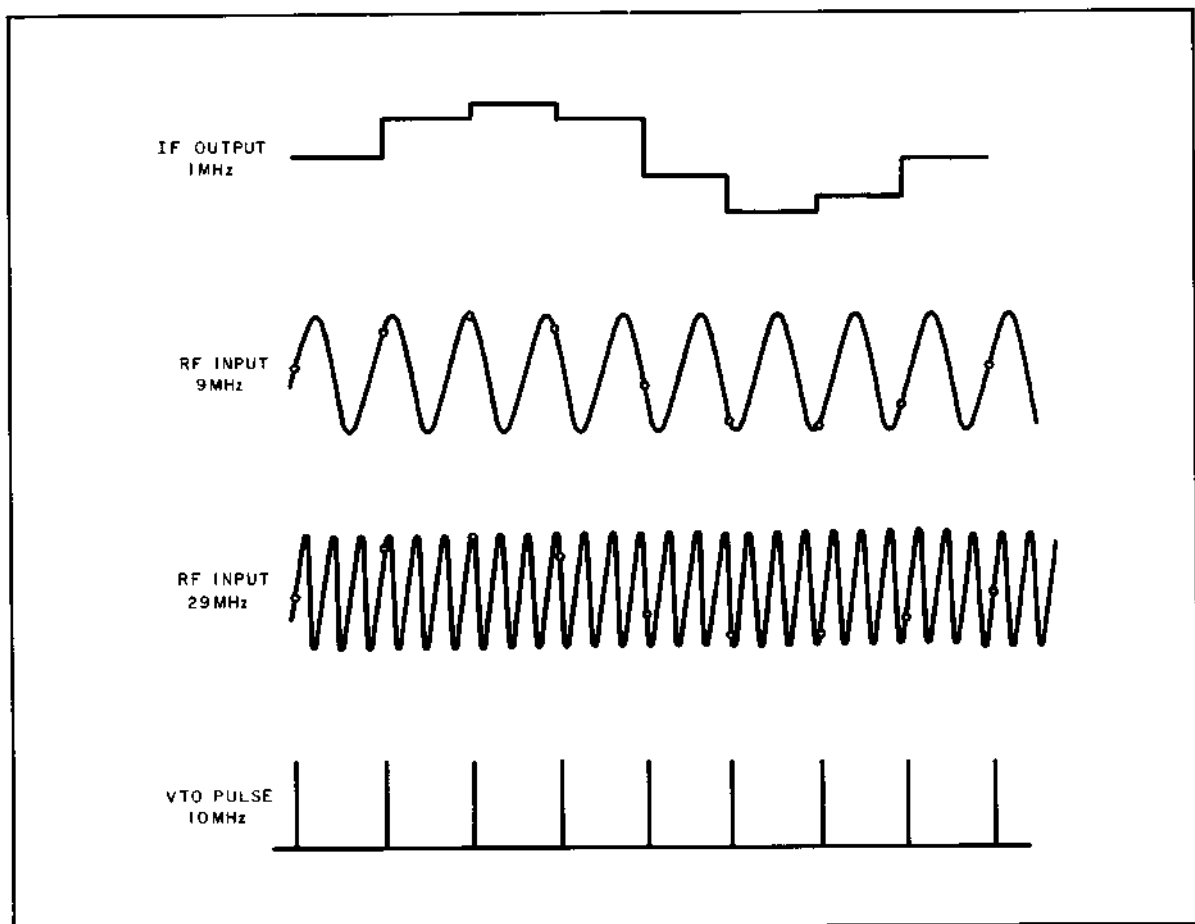 IF OUTPUT
1MHz
RF INPUT
9MHz
RF INPUT
29MHz
VTO PULSE
10MHz